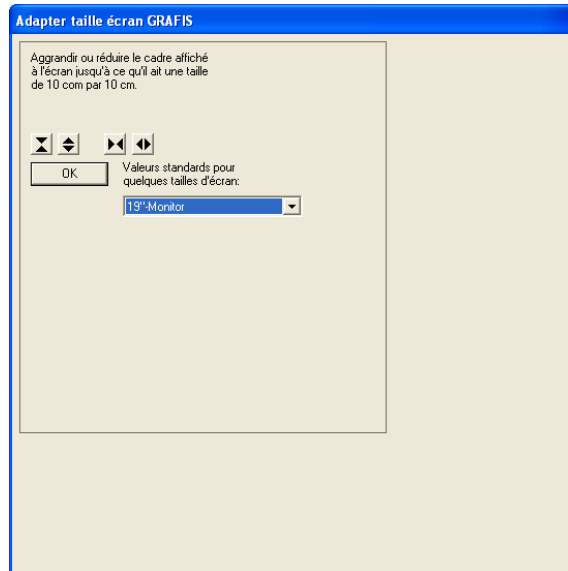 Adapter taille écran GRAFIS
Aggrandir ou réduire le cadre affiché
à l'écran jusqu'à ce qu'il ait une taille
de 10 com par 10 cm.
OK
Valeurs standards pour
quelques tailles d'écran:
19''-Monitor